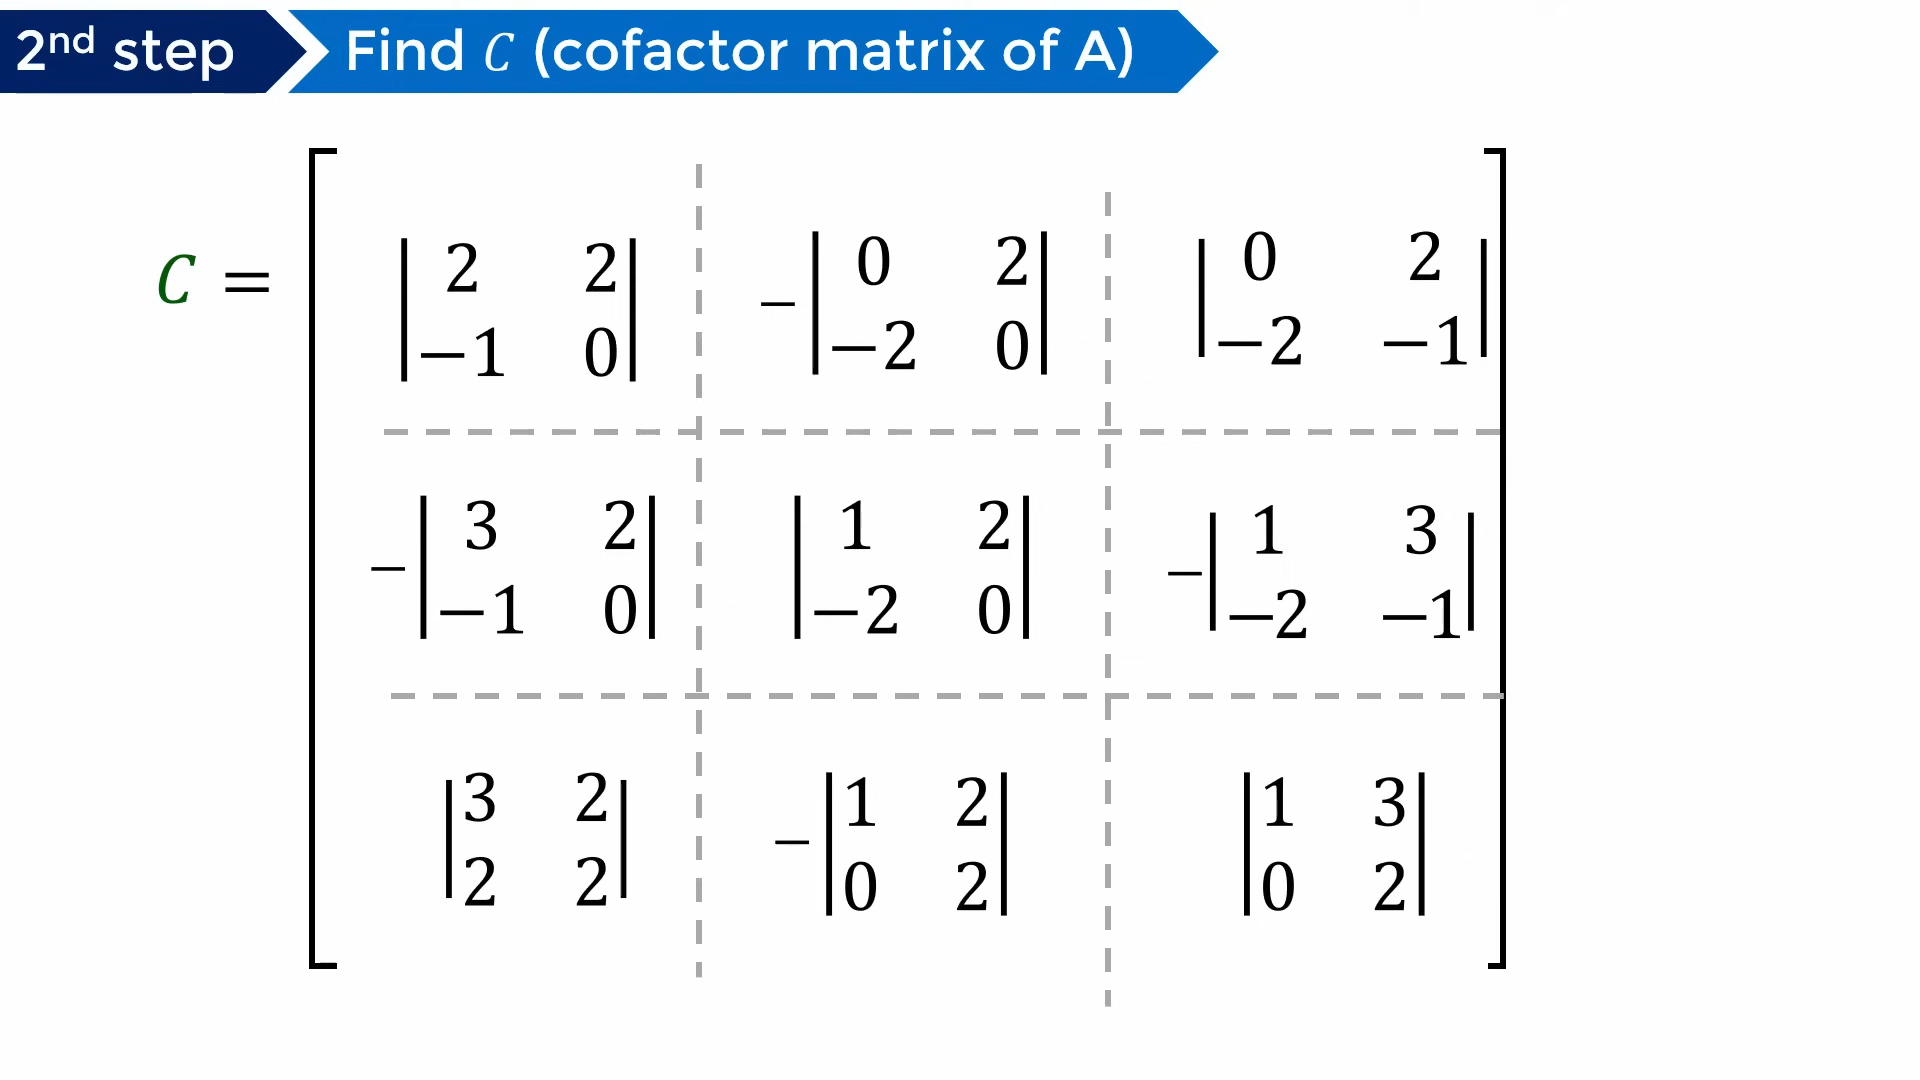 2nd step Find C (cofactor matrix of A)
C =
| 2 2 | − | 0 2 | | 0 2 |
| −1 0 | | −2 0 | | −2 −1 |
− | 3 2 | | 1 2 | − | 1 3 |
| −1 0 | | −2 0 | | −2 −1 |
| 3 2 | − | 1 2 | | 1 3 |
| 2 2 | | 0 2 | | 0 2 |